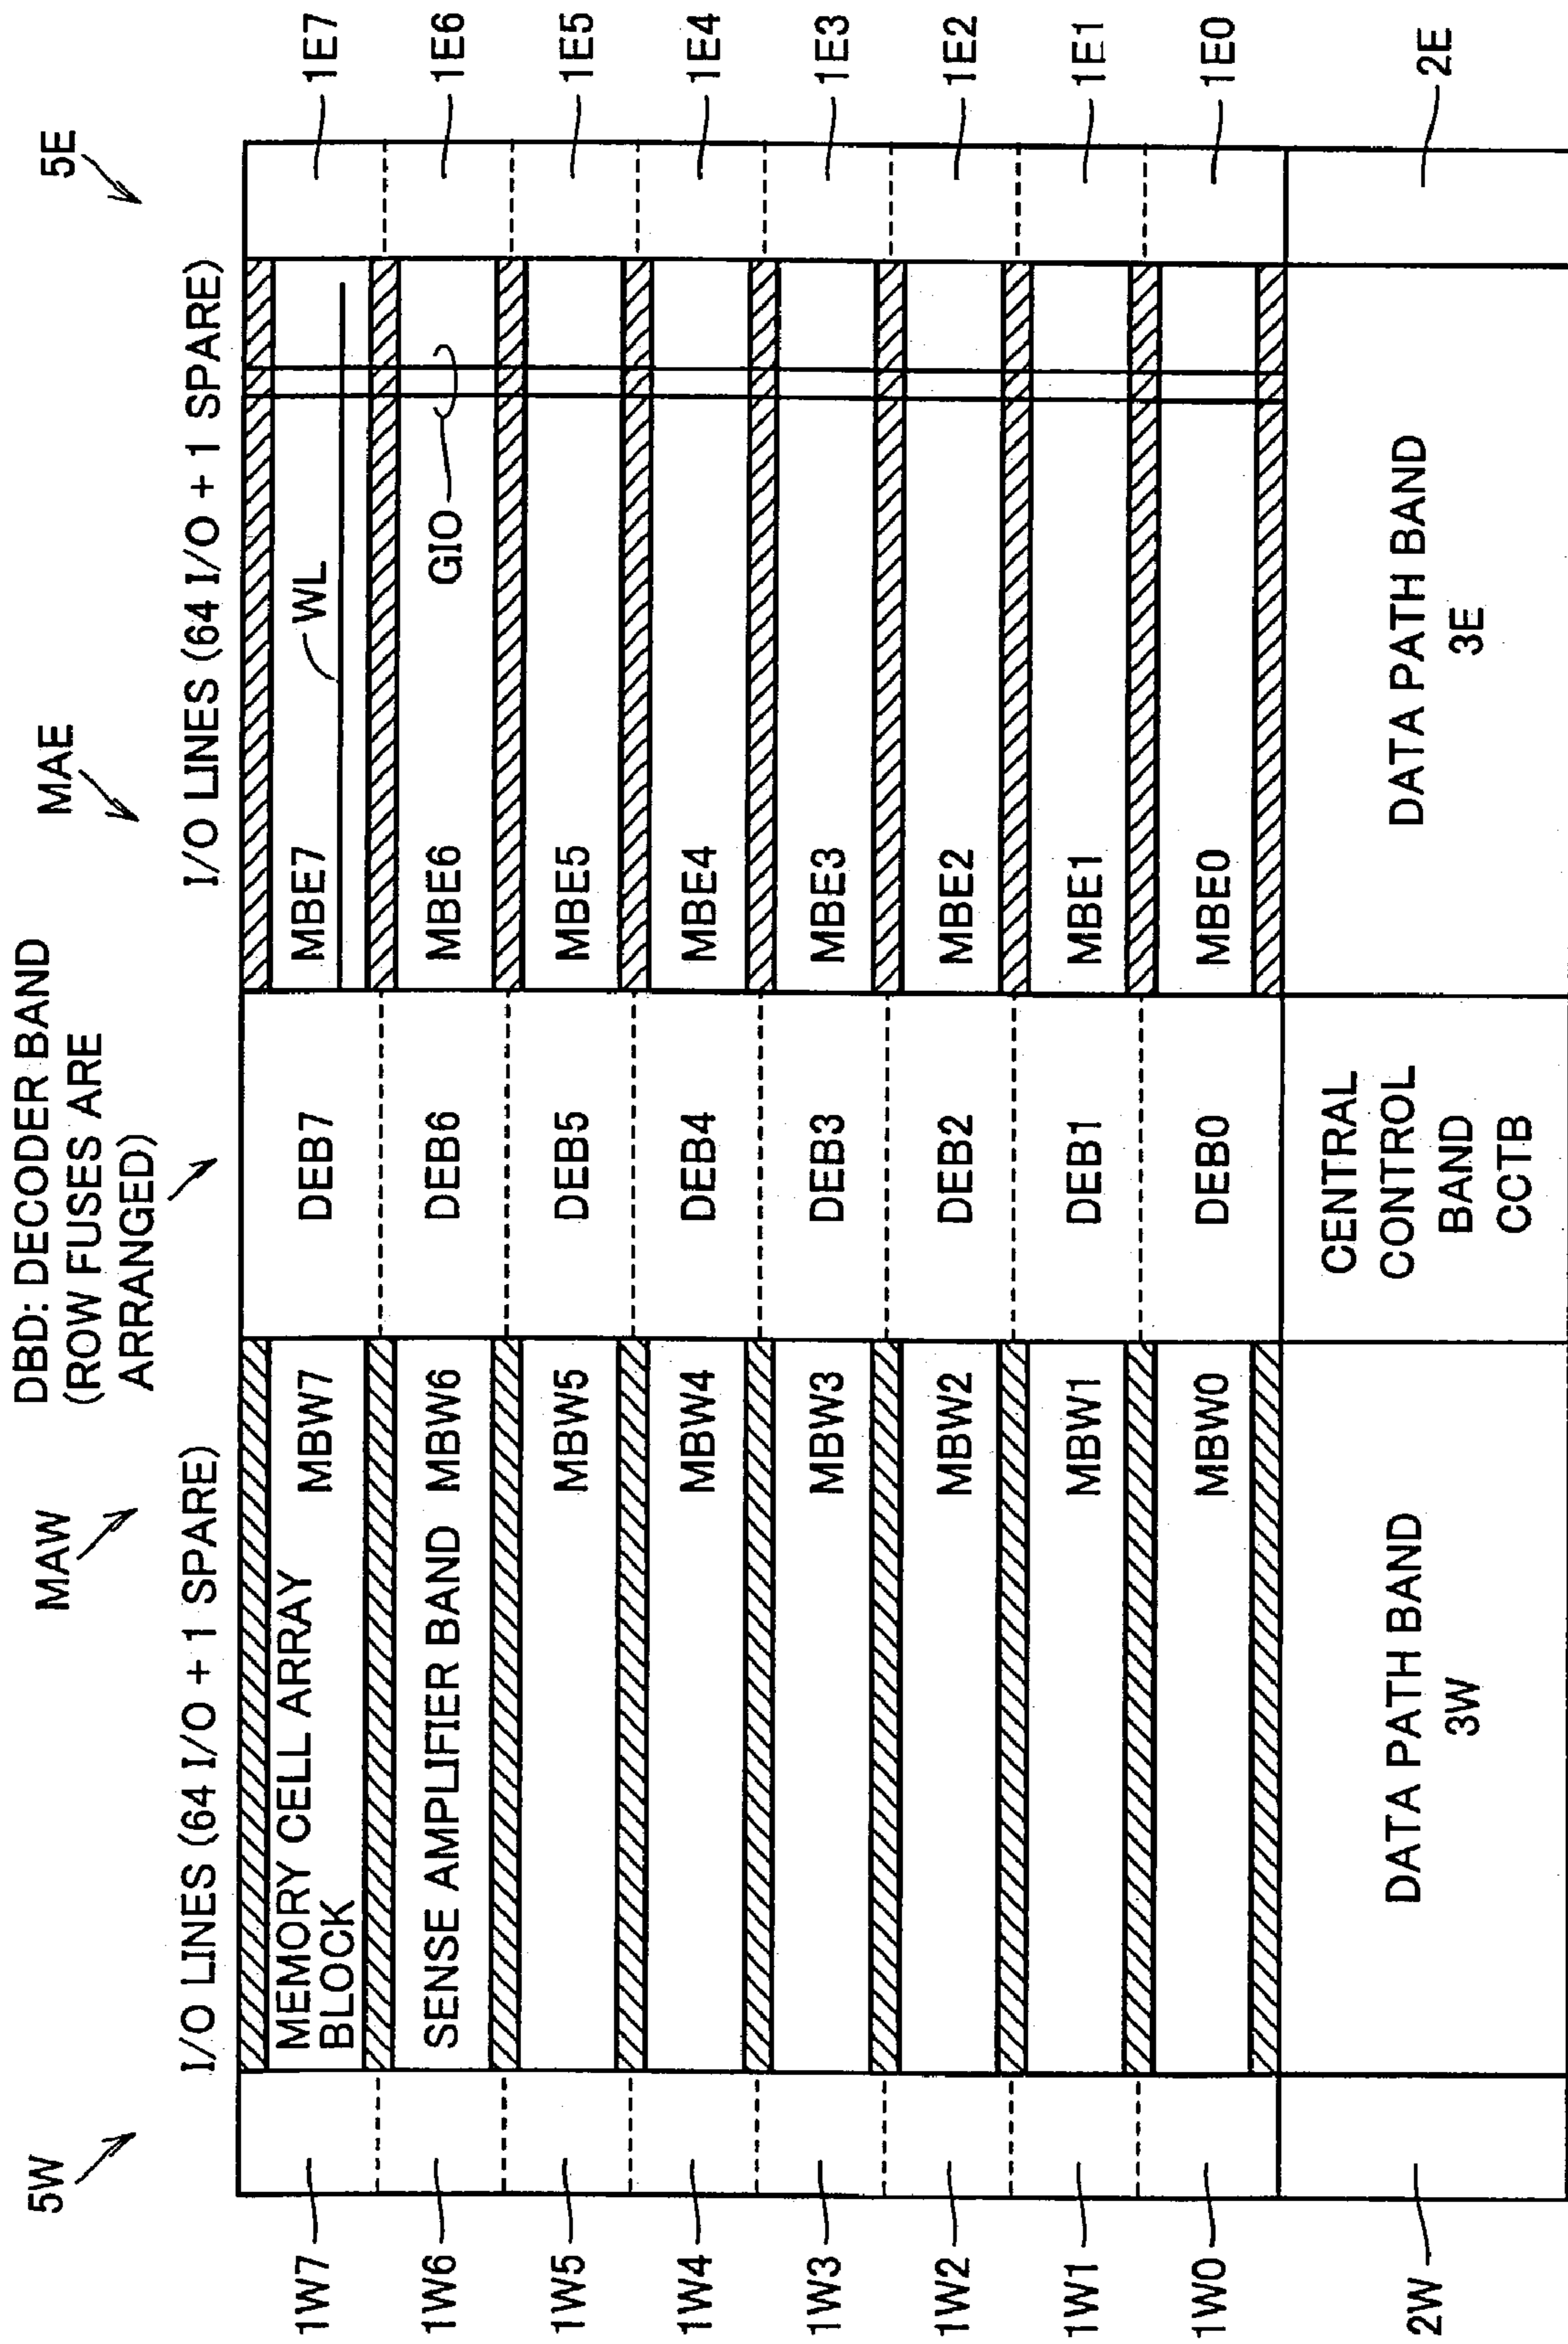 DBD: DECODER BAND
(ROW FUSES ARE
ARRANGED)
5W
MAW
MAE
5E
I/O LINES (64 I/O + 1 SPARE)
I/O LINES (64 I/O + 1 SPARE)
1W7
MEMORY CELL ARRAY
BLOCK
MBW7
DEB7
MBE7
WL
1E7
1W6
SENSE AMPLIFIER BAND
MBW6
DEB6
MBE6
GIO
1E6
1W5
MBW5
DEB5
MBE5
1E5
1W4
MBW4
DEB4
MBE4
1E4
1W3
MBW3
DEB3
MBE3
1E3
1W2
MBW2
DEB2
MBE2
1E2
1W1
MBW1
DEB1
MBE1
1E1
1W0
MBW0
DEB0
MBE0
1E0
2W
DATA PATH BAND
3W
CENTRAL
CONTROL
BAND
CCTB
DATA PATH BAND
3E
2E